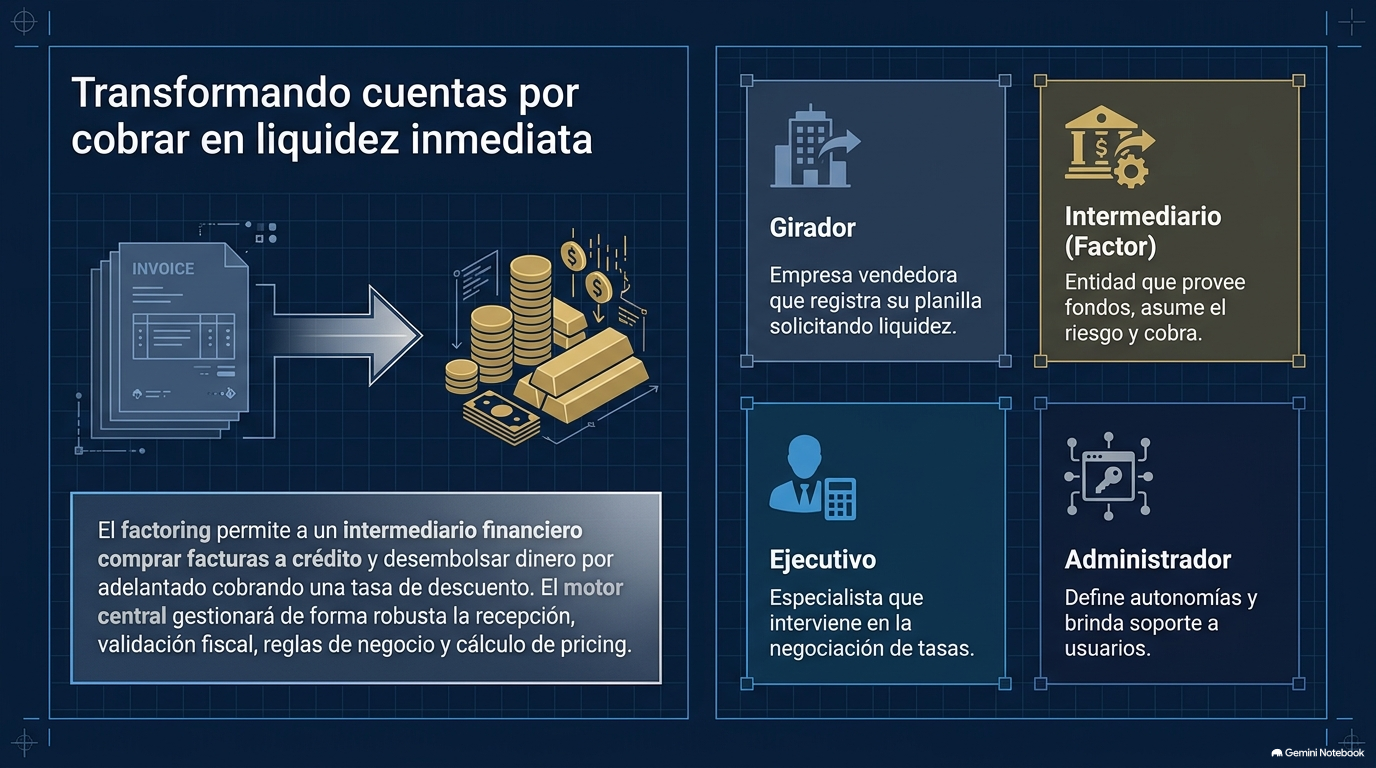 Transformando cuentas por
cobrar en liquidez inmediata
INVOICE
El factoring permite a un intermediario financiero
comprar facturas a crédito y desembolsar dinero por
adelantado cobrando una tasa de descuento. El motor
central gestionará de forma robusta la recepción,
validación fiscal, reglas de negocio y cálculo de pricing.
Girador
Empresa vendedora
que registra su planilla
solicitando liquidez.
Intermediario
(Factor)
Entidad que provee
fondos, asume el
riesgo y cobra.
Ejecutivo
Especialista que
interviene en la
negociación de tasas.
Administrador
Define autonomías y
brinda soporte a
usuarios.
Gemini Notebook